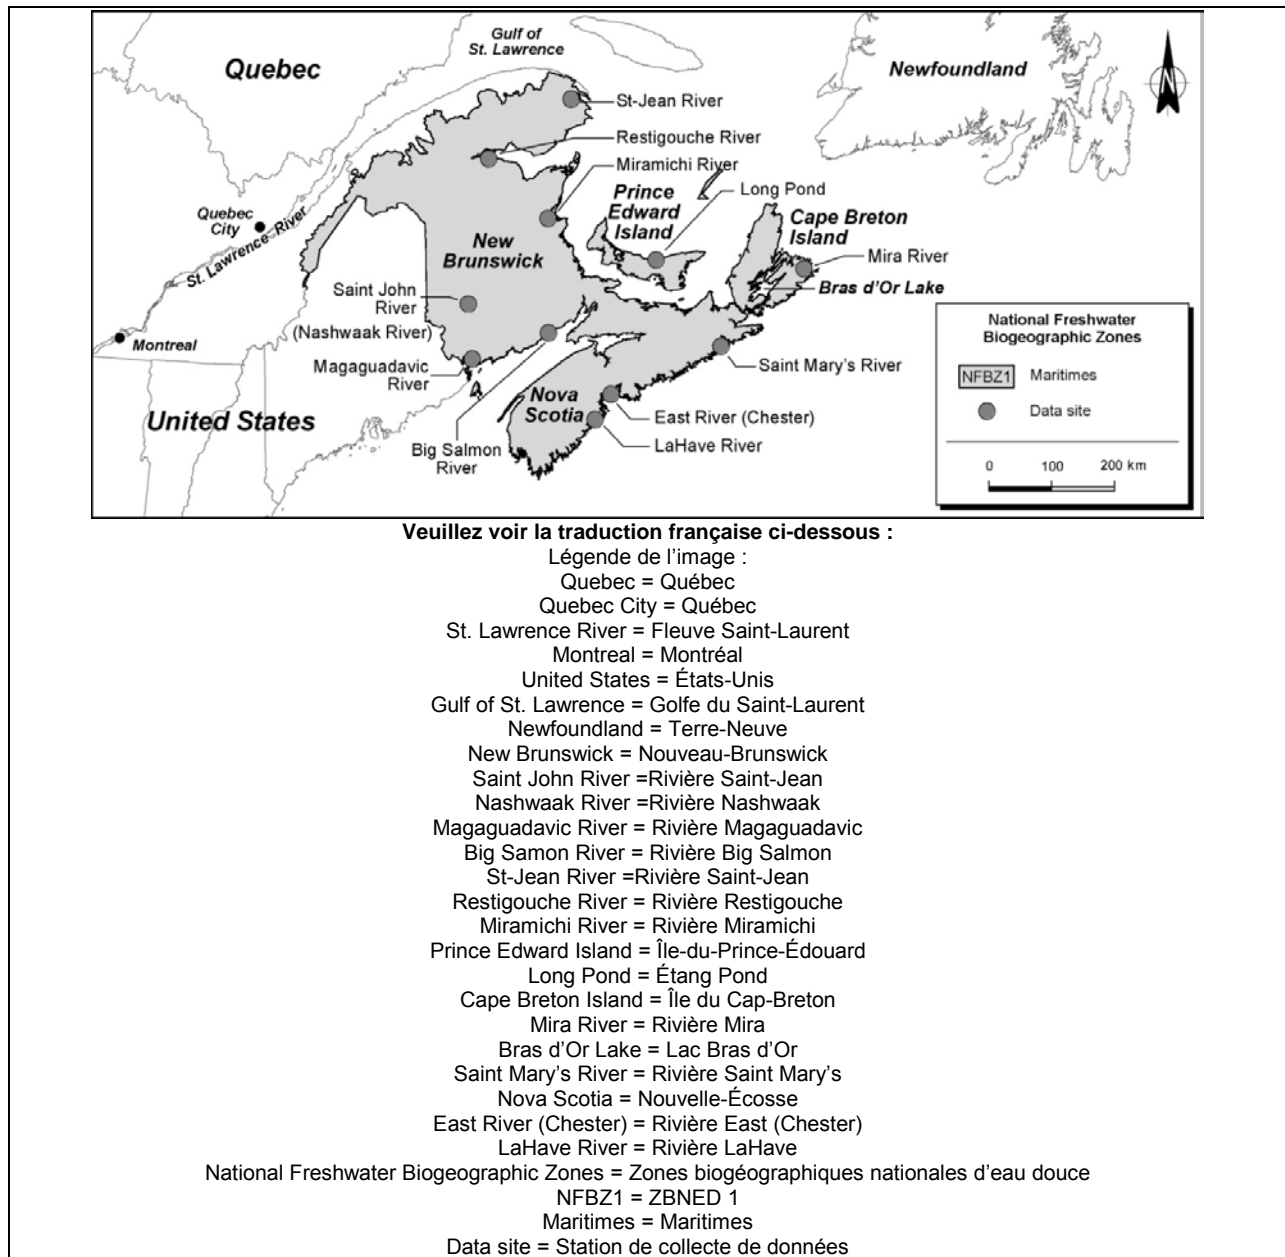 Gulf of
St. Lawrence
Quebec
Newfoundland
N
St-Jean River
Restigouche River
Miramichi River
Prince
Edward
Island
Long Pond
Quebec
City
St. Lawrence River
Cape Breton
Island
New
Brunswick
Mira River
Bras d'Or Lake
Saint John
River
(Nashwaak River)
Montreal
Magaguadavic
River
Saint Mary's River
Nova
Scotia
United States
East River (Chester)
Big Salmon
River
LaHave River
National Freshwater
Biogeographic Zones
NFBZ1 Maritimes
Data site
0 100 200 km
Veuillez voir la traduction française ci-dessous :
Légende de l'image :
Quebec = Québec
Quebec City = Québec
St. Lawrence River = Fleuve Saint-Laurent
Montreal = Montréal
United States = États-Unis
Gulf of St. Lawrence = Golfe du Saint-Laurent
Newfoundland = Terre-Neuve
New Brunswick = Nouveau-Brunswick
Saint John River =Rivière Saint-Jean
Nashwaak River =Rivière Nashwaak
Magaguadavic River = Rivière Magaguadavic
Big Samon River = Rivière Big Salmon
St-Jean River =Rivière Saint-Jean
Restigouche River = Rivière Restigouche
Miramichi River = Rivière Miramichi
Prince Edward Island = Île-du-Prince-Édouard
Long Pond = Étang Pond
Cape Breton Island = Île du Cap-Breton
Mira River = Rivière Mira
Bras d'Or Lake = Lac Bras d'Or
Saint Mary's River = Rivière Saint Mary's
Nova Scotia = Nouvelle-Écosse
East River (Chester) = Rivière East (Chester)
LaHave River = Rivière LaHave
National Freshwater Biogeographic Zones = Zones biogéographiques nationales d'eau douce
NFBZ1 = ZBNED 1
Maritimes = Maritimes
Data site = Station de collecte de données